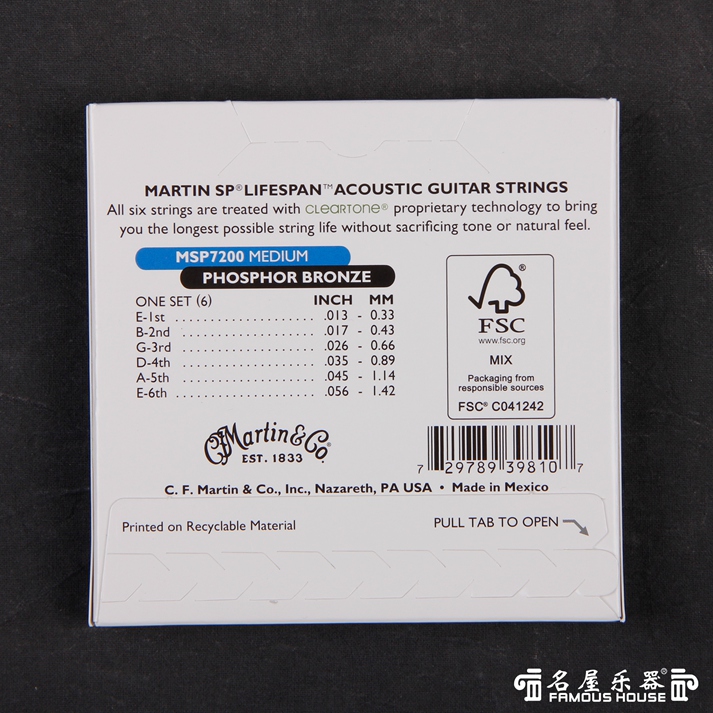 MARTIN SP® LIFESPAN™ ACOUSTIC GUITAR STRINGS
All six strings are treated with CLEARTONE® proprietary technology to bring
you the longest possible string life without sacrificing tone or natural feel.
MSP7200 MEDIUM
PHOSPHOR BRONZE
ONE SET (6) INCH MM
E-1st .................... .013 - 0.33
B-2nd .................... .017 - 0.43
G-3rd .................... .026 - 0.66
D-4th .................... .035 - 0.89
A-5th .................... .045 - 1.14
E-6th .................... .056 - 1.42
®
FSC
www.fsc.org
MIX
Packaging from
responsible sources
FSC® C041242
CF Martin & Co.®
EST. 1833
7 29789 39810 7
C. F. Martin & Co., Inc., Nazareth, PA USA • Made in Mexico
Printed on Recyclable Material
PULL TAB TO OPEN
名屋乐器®
FAMOUS HOUSE